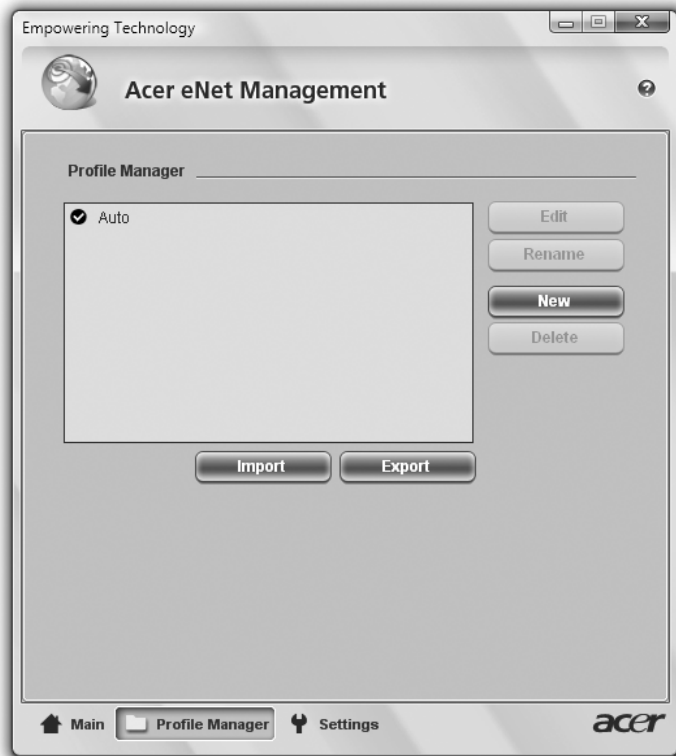 Empowering Technology
Acer eNet Management
Profile Manager
Auto
Edit
Rename
New
Delete
Import Export
Main Profile Manager Settings acer